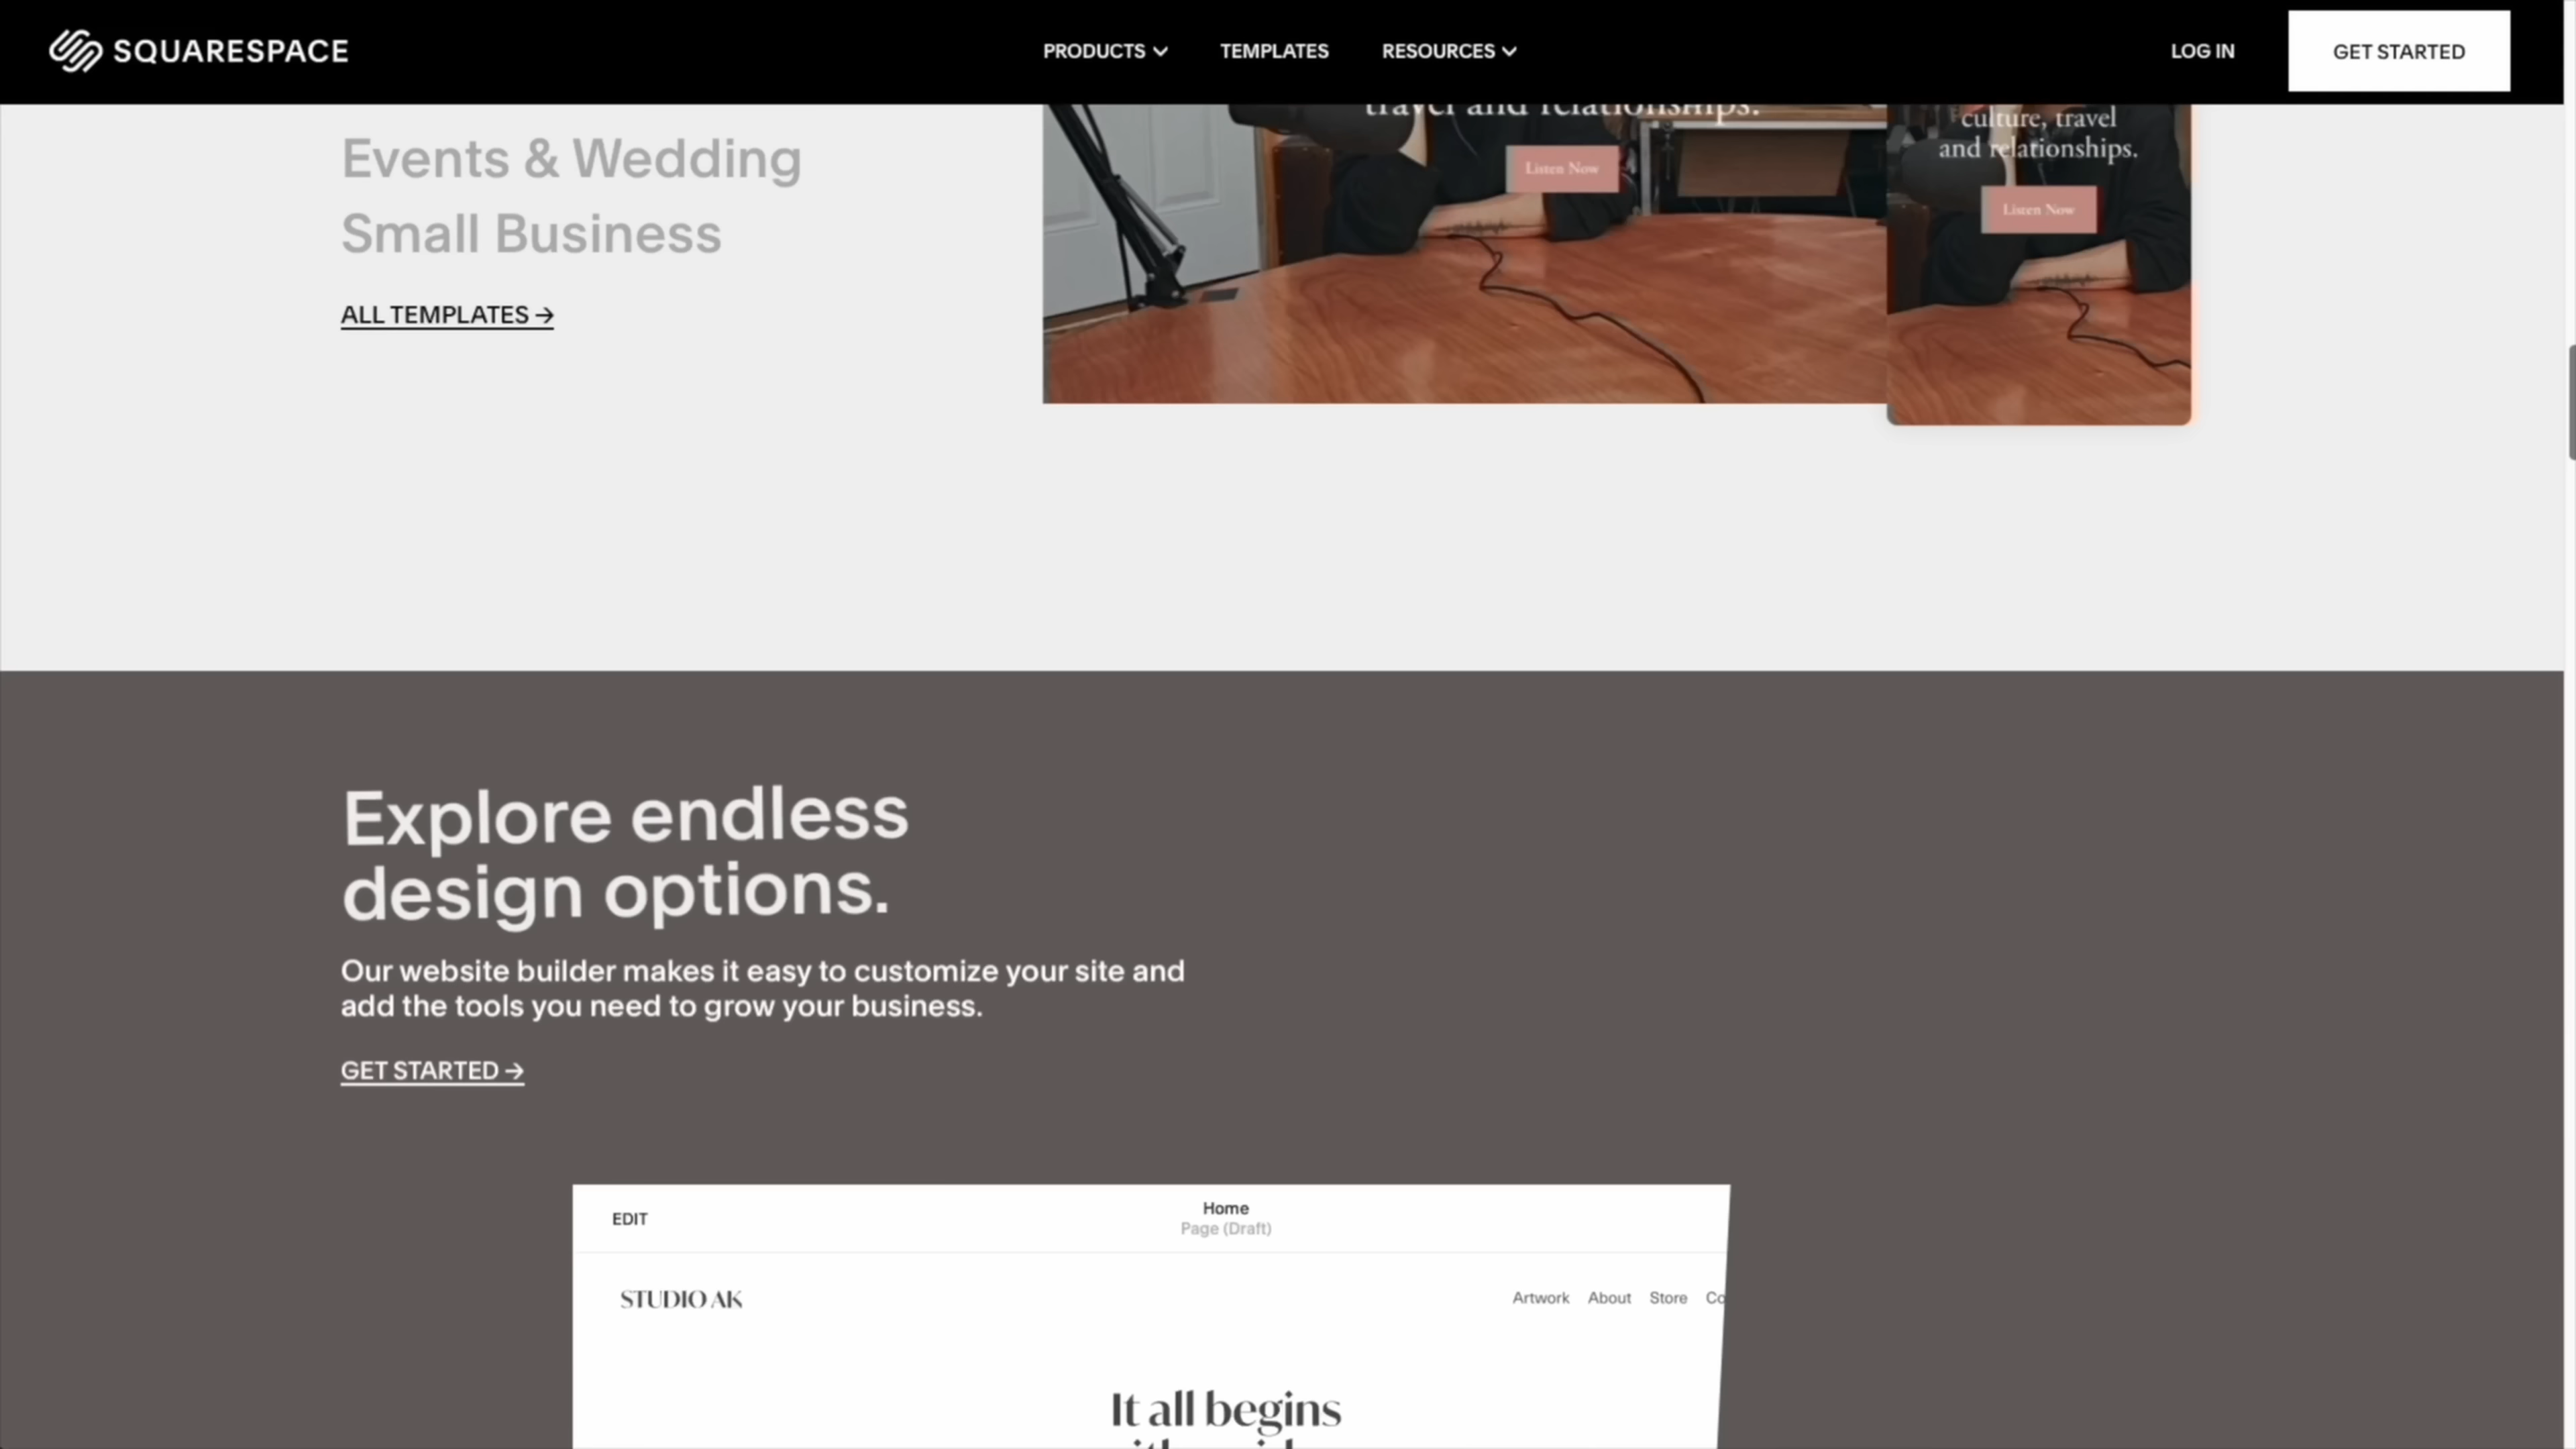 SQUARESPACE
PRODUCTS
TEMPLATES
RESOURCES
LOG IN
GET STARTED
Events & Wedding
Small Business
ALL TEMPLATES →
travel and relationships.
Listen Now
culture, travel
and relationships.
Listen Now
Explore endless
design options.
Our website builder makes it easy to customize your site and
add the tools you need to grow your business.
GET STARTED →
EDIT
Home
Page (Draft)
STUDIO AK
Artwork About Store Co
It all begins